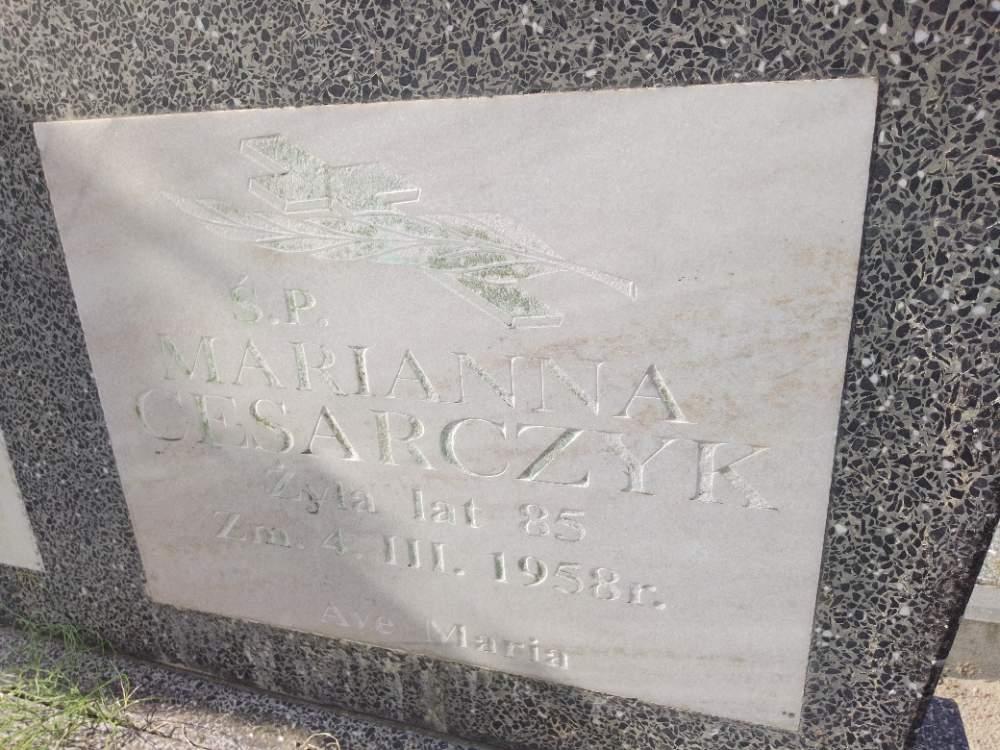 Ś.P.
MARIANNA
CESARCZYK
Żyła lat 85
Zm. 4. III. 1958r.
Ave Maria